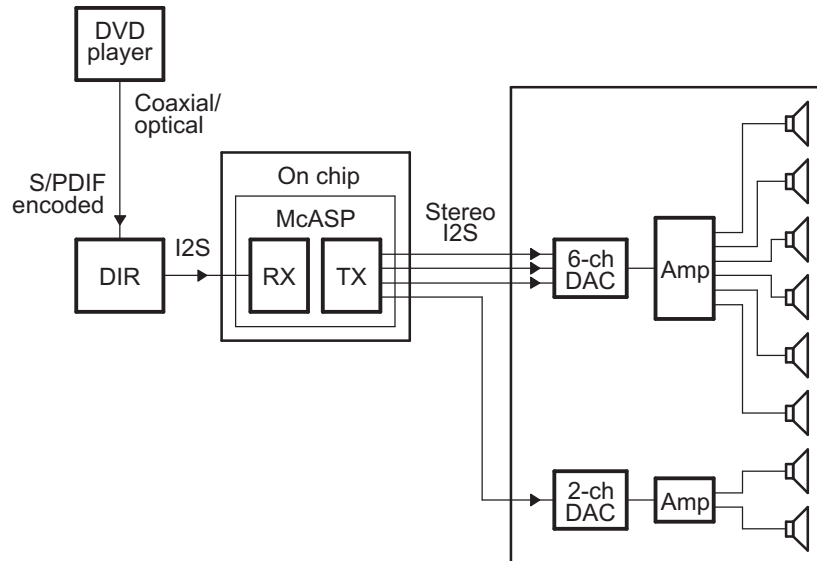 DVD
player
Coaxial/
optical
S/PDIF
encoded
DIR
I2S
On chip
McASP
RX
TX
Stereo
I2S
6-ch
DAC
Amp
2-ch
DAC
Amp